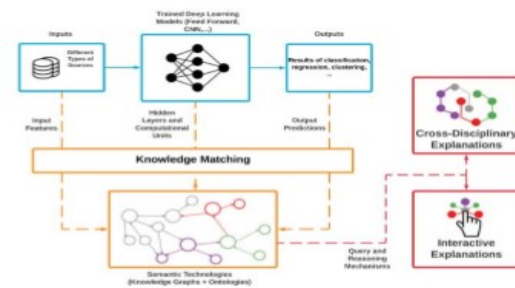 Trained Deep Learning
Models (Feed Forward,
CNN,...)
Inputs
Outputs
Different
Types of
Sources
Results of classification,
regression, clustering,
...
Input
Features
Hidden
Layers and
Computational
Units
Output
Predictions
Knowledge Matching
Cross-Disciplinary
Explanations
Query and
Reasoning
Mechanisms
Interactive
Explanations
Semantic Technologies
(Knowledge Graphs + Ontologies)